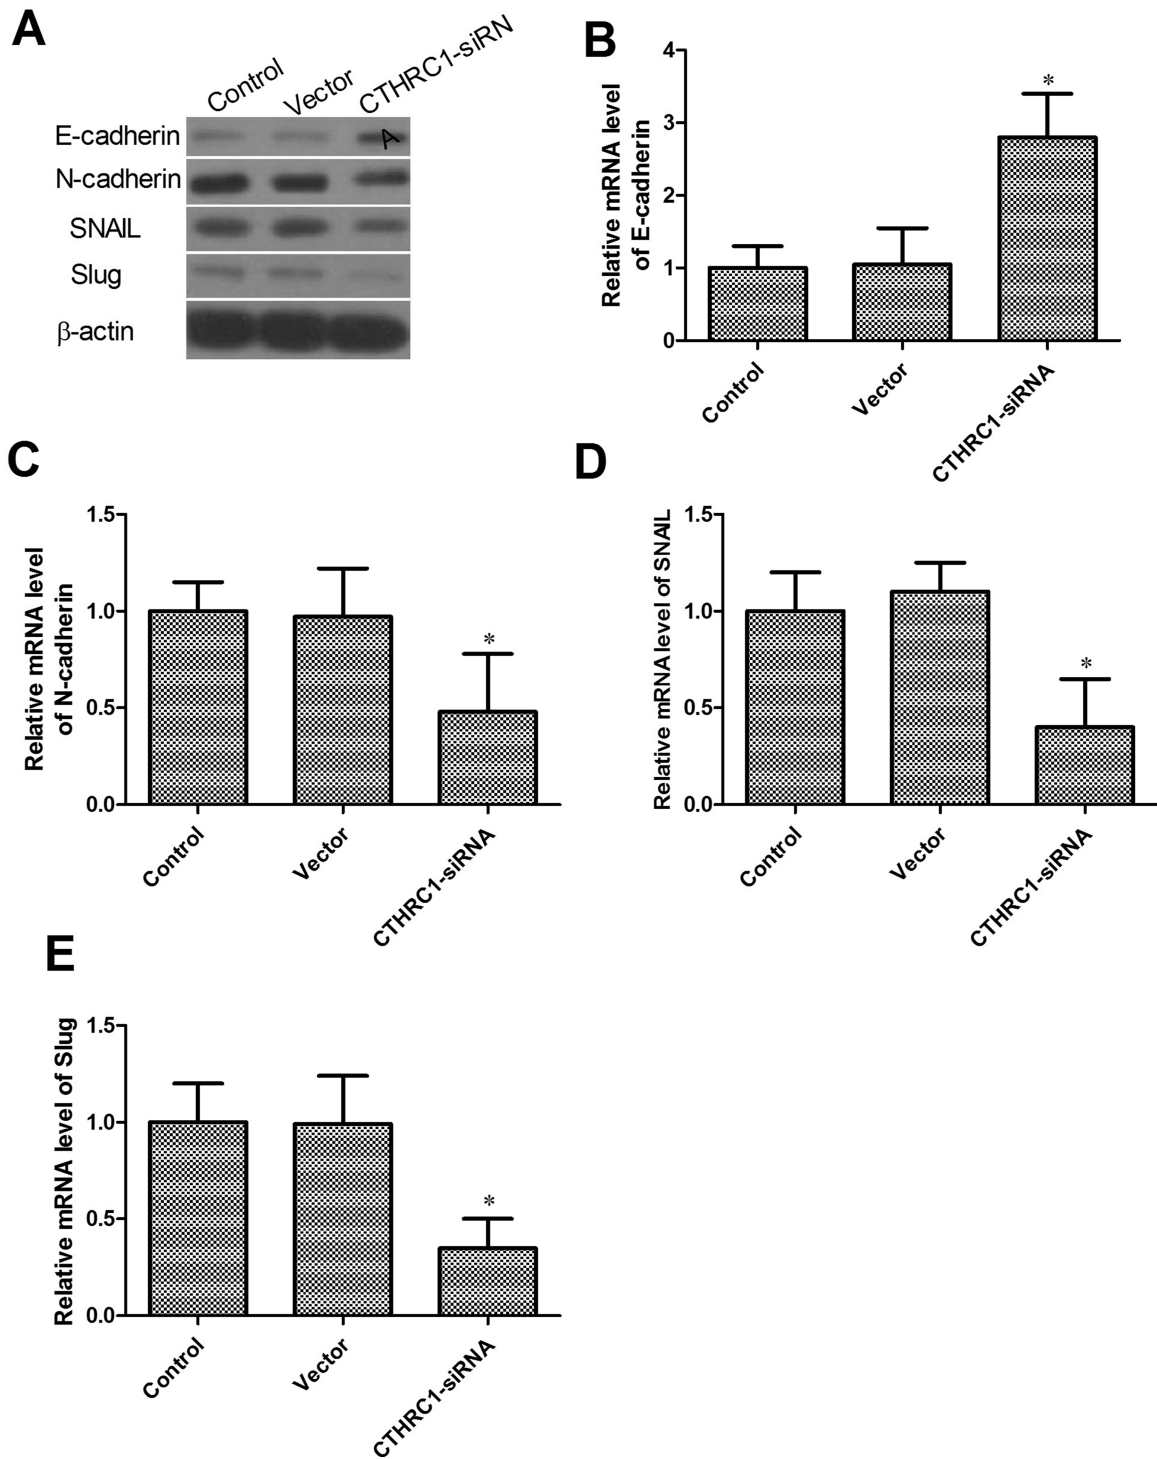 A
Control
Vector
CTHRC1-siRN
A
E-cadherin
N-cadherin
SNAIL
Slug
β-actin
B
Relative mRNA level
of E-cadherin
4
3
2
1
0
*
Control
Vector
CTHRC1-siRNA
C
Relative mRNA level
of N-cadherin
1.5
1.0
0.5
0.0
*
Control
Vector
CTHRC1-siRNA
D
Relative mRNA level of SNAIL
1.5
1.0
0.5
0.0
*
Control
Vector
CTHRC1-siRNA
E
Relative mRNA level of Slug
1.5
1.0
0.5
0.0
*
Control
Vector
CTHRC1-siRNA